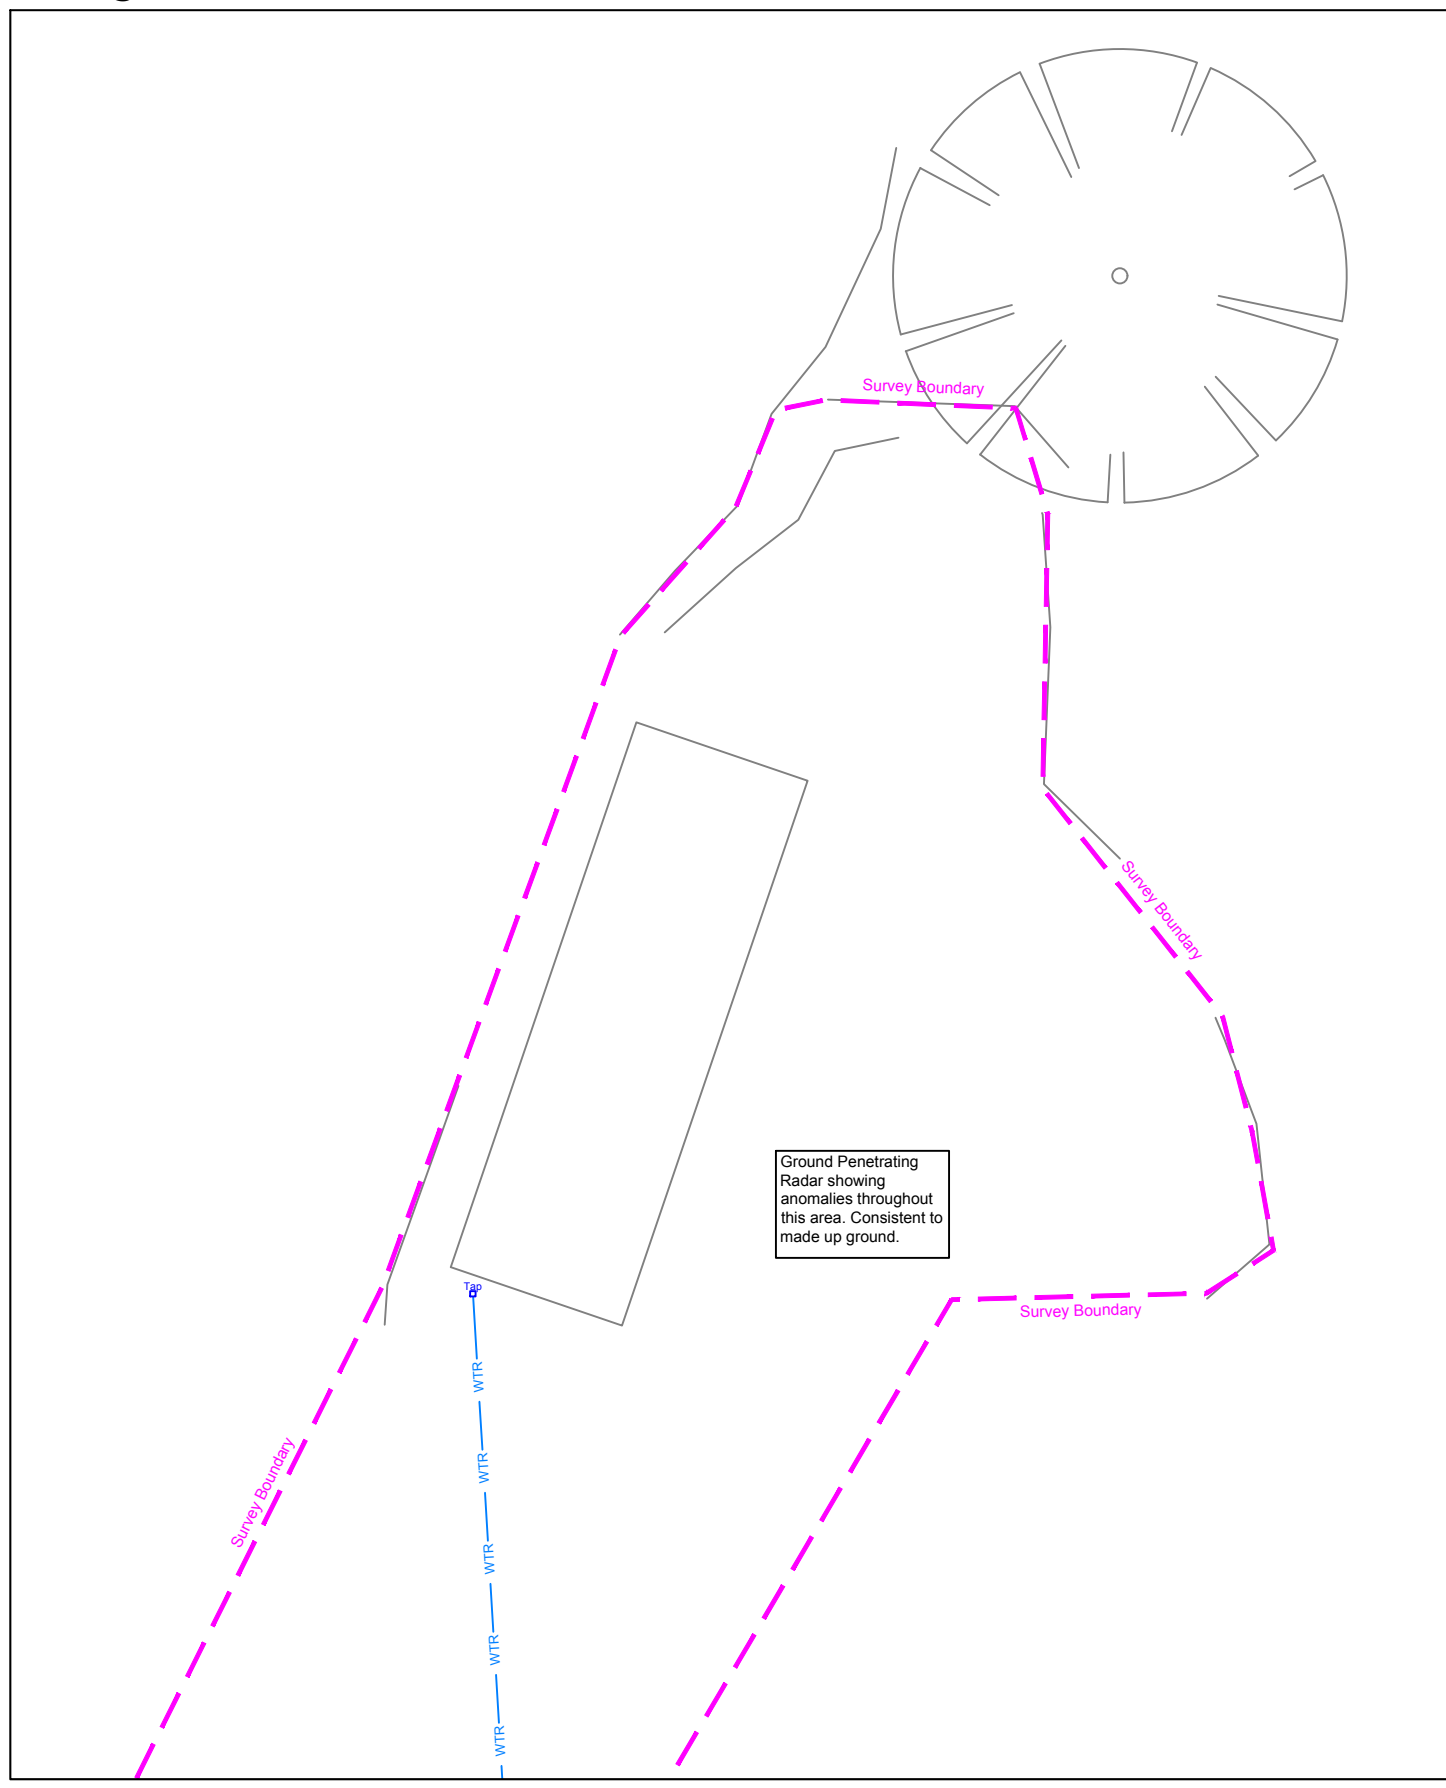 Survey Boundary
Survey Boundary
Ground Penetrating
Radar showing
anomalies throughout
this area. Consistent to
made up ground.
Tap
Survey Boundary
WTR
Survey Boundary
WTR
WTR
WTR
WTR